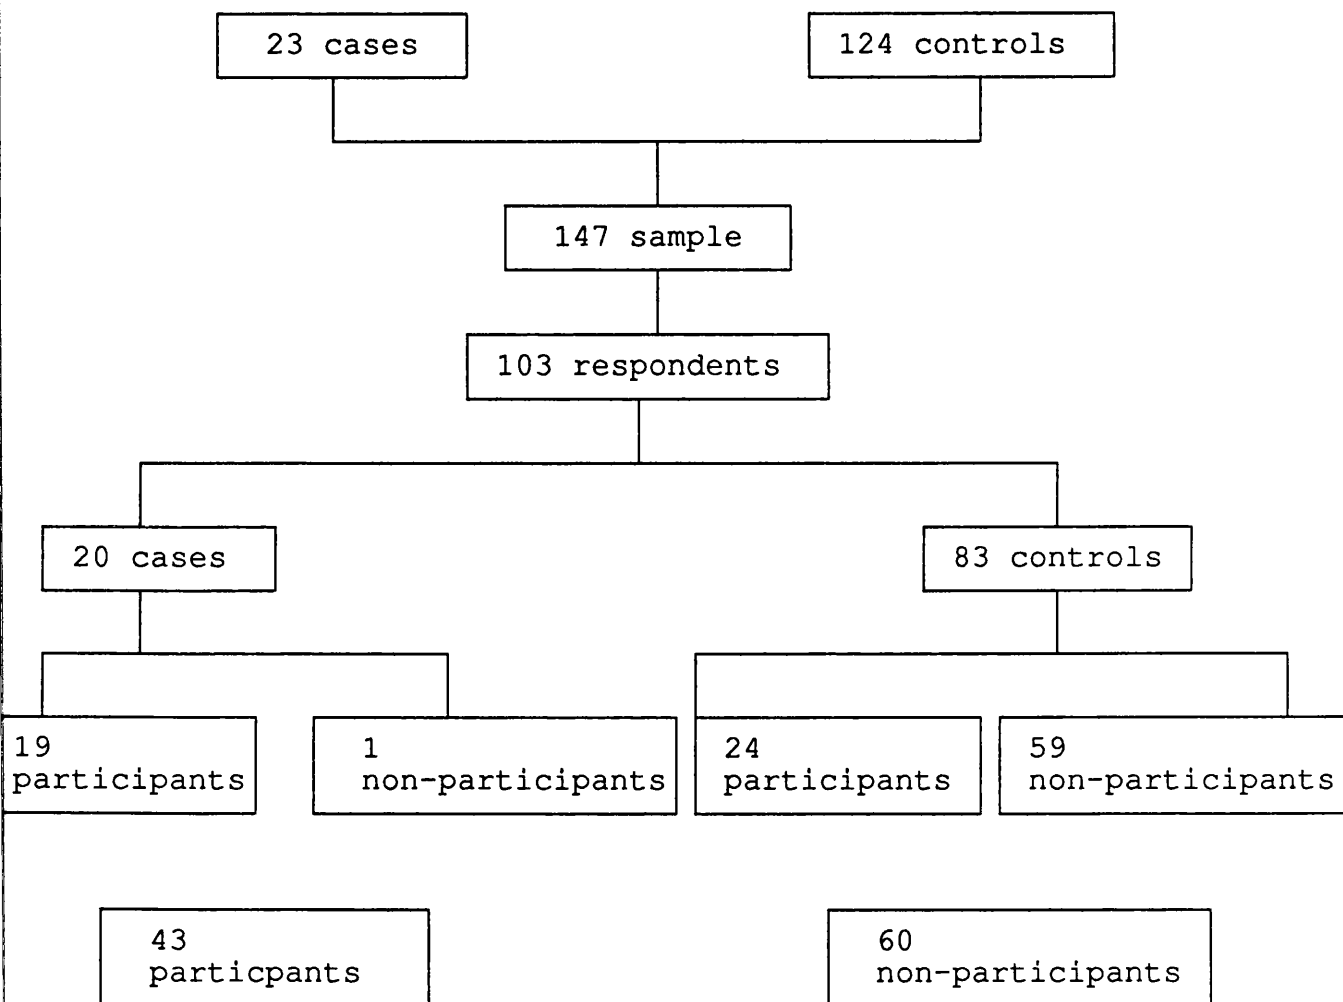 23 cases
124 controls
147 sample
103 respondents
20 cases
83 controls
19
participants
1
non-participants
24
participants
59
non-participants
43
particpants
60
non-participants